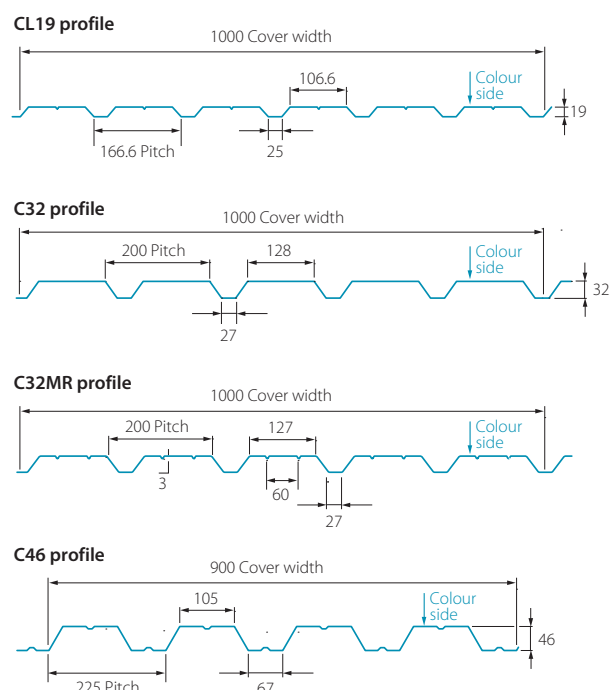 CL19 profile
1000 Cover width
106.6
Colour
side
19
166.6 Pitch
25
C32 profile
1000 Cover width
200 Pitch
128
Colour
side
32
27
C32MR profile
1000 Cover width
200 Pitch
127
Colour
side
3
60
27
C46 profile
900 Cover width
105
Colour
side
46
225 Pitch
67